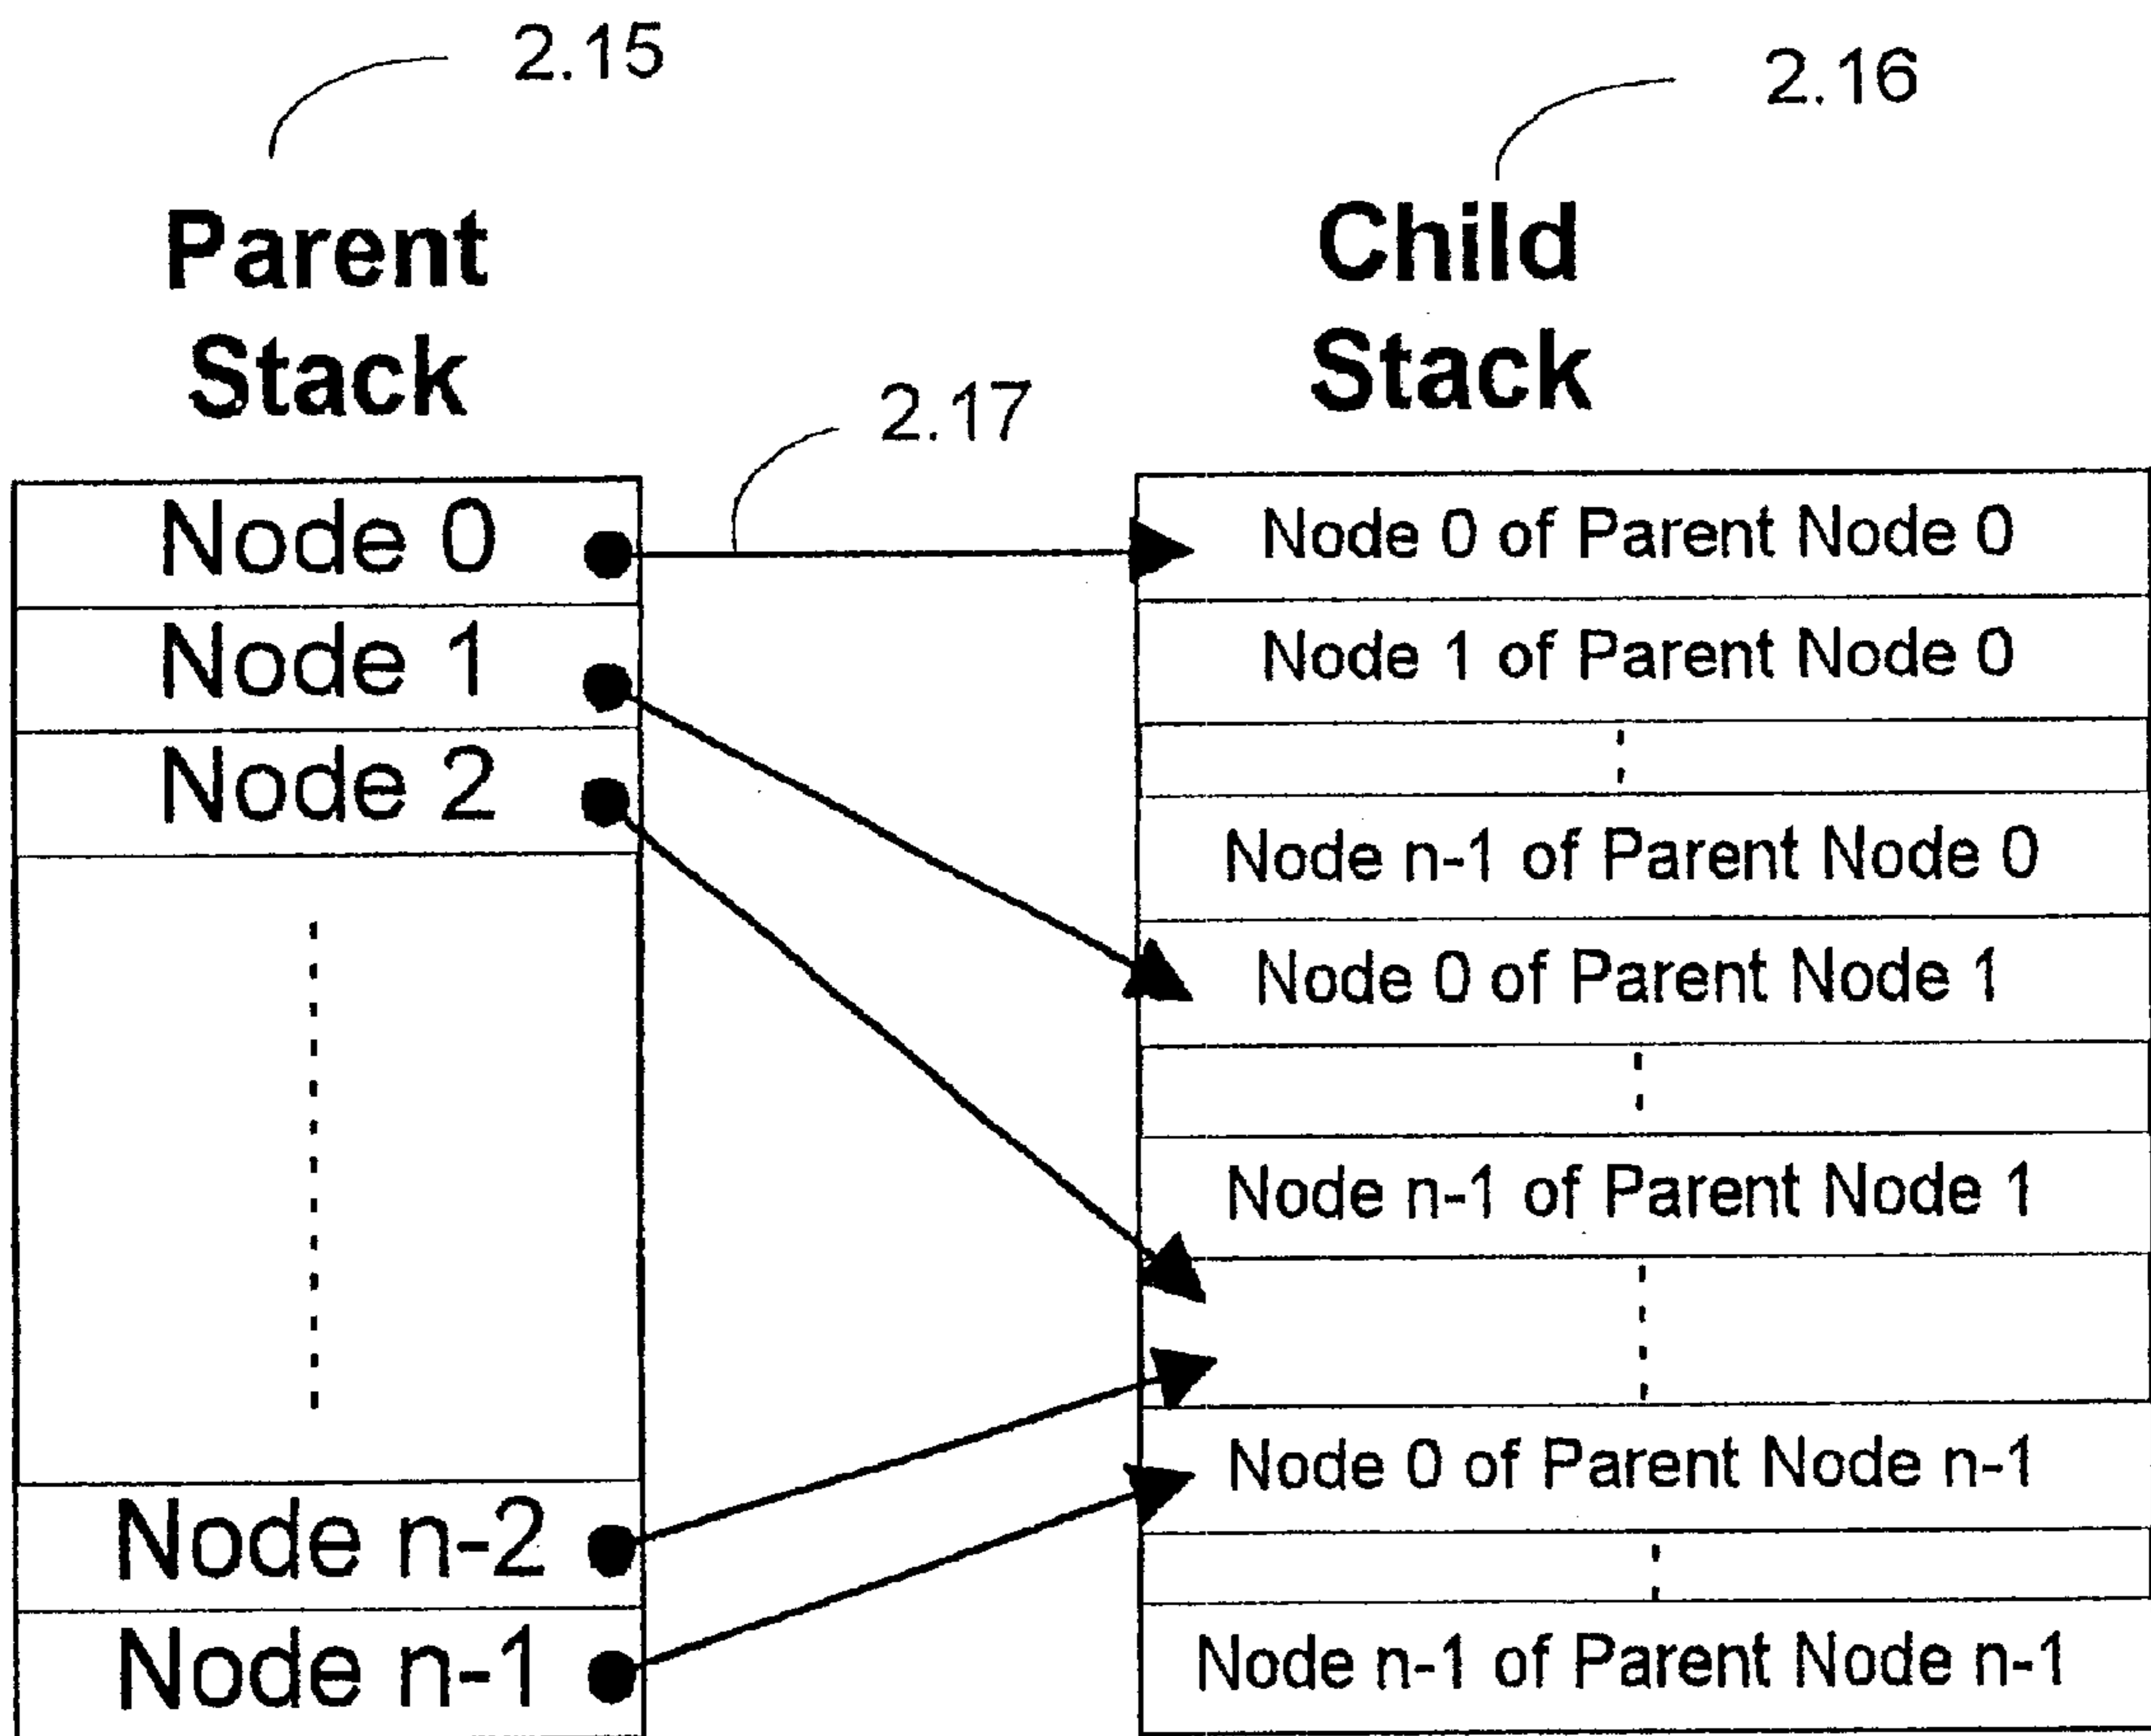 2.15
2.16
Parent
Stack
Child
Stack
2.17
Node 0
Node 1
Node 2
Node n-2
Node n-1
Node 0 of Parent Node 0
Node 1 of Parent Node 0
Node n-1 of Parent Node 0
Node 0 of Parent Node 1
Node n-1 of Parent Node 1
Node 0 of Parent Node n-1
Node n-1 of Parent Node n-1